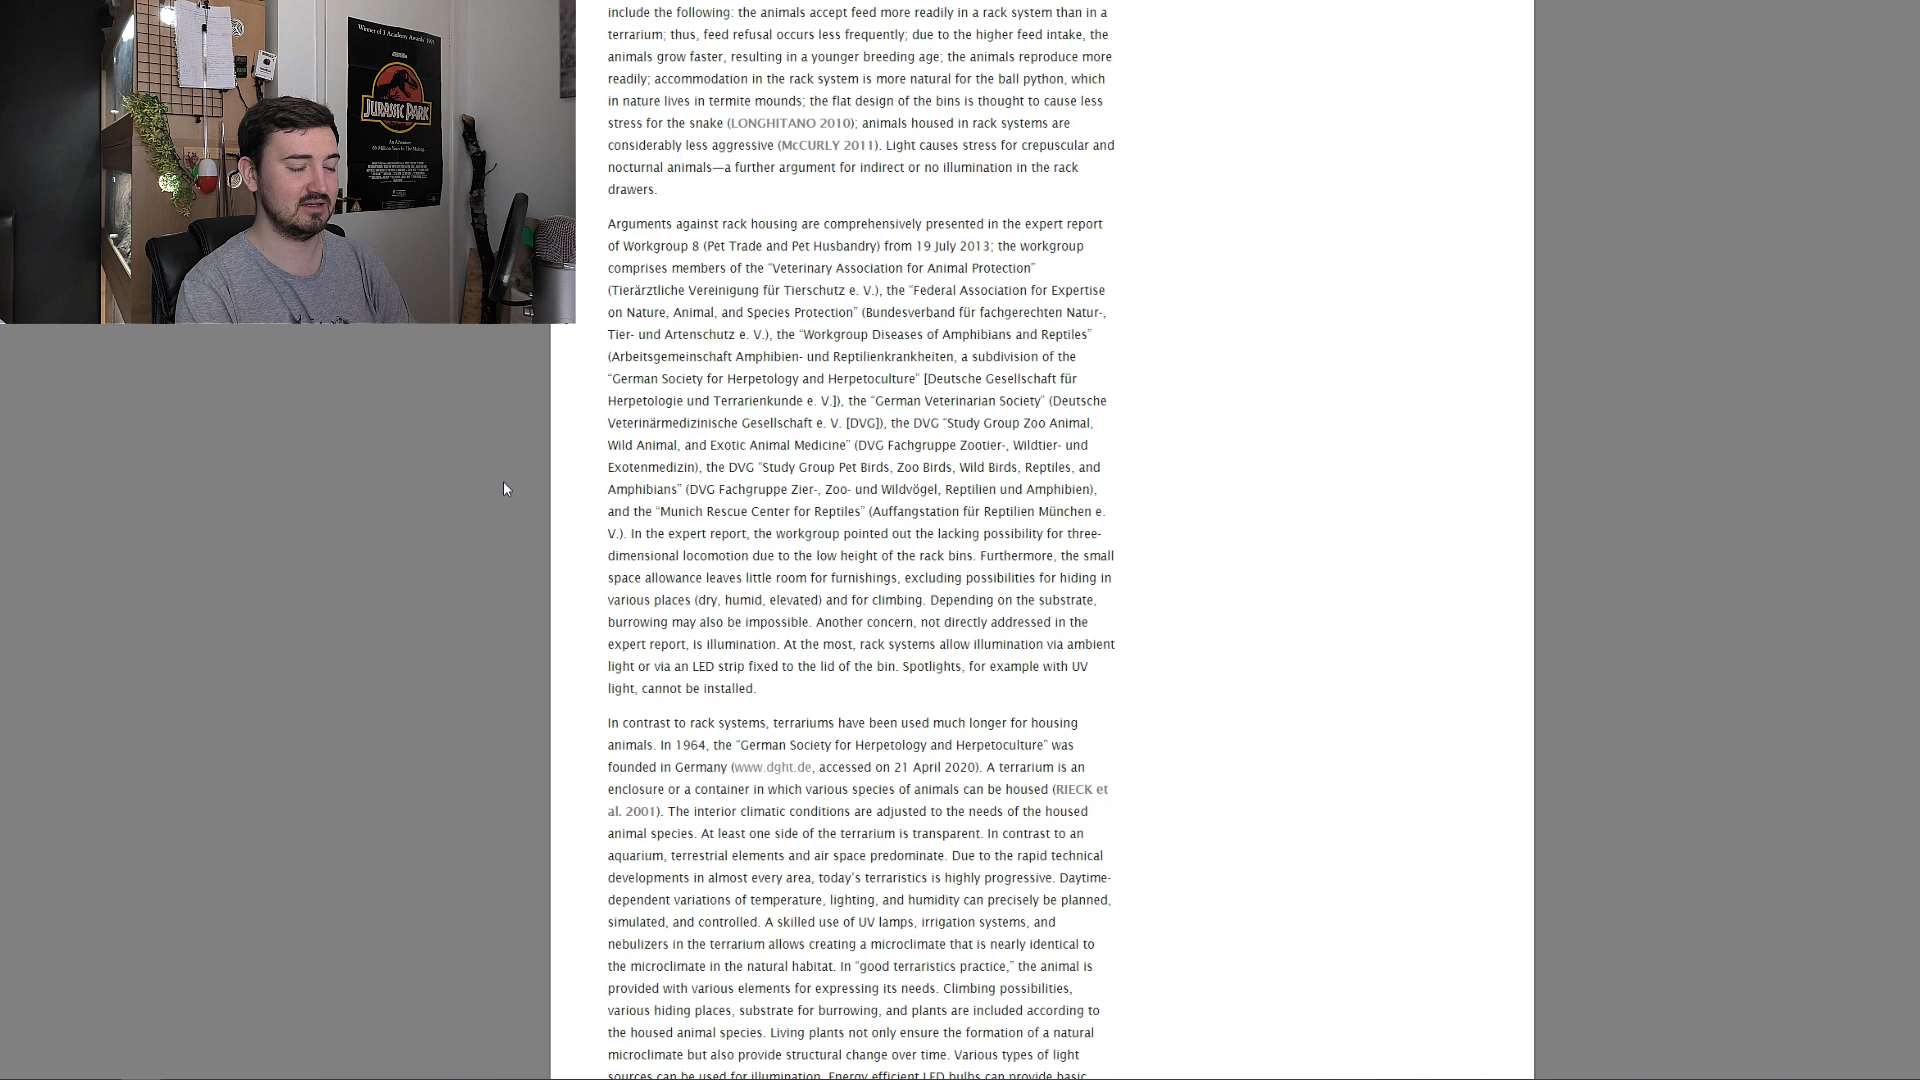 Winner of 3 Academy Awards 1993
JURASSIC PARK
An Adventure
65 Million Years In The Making.
include the following: the animals accept feed more readily in a rack system than in a
terrarium; thus, feed refusal occurs less frequently; due to the higher feed intake, the
animals grow faster, resulting in a younger breeding age; the animals reproduce more
readily; accommodation in the rack system is more natural for the ball python, which
in nature lives in termite mounds; the flat design of the bins is thought to cause less
stress for the snake (LONGHITANO 2010); animals housed in rack systems are
considerably less aggressive (McCURLY 2011). Light causes stress for crepuscular and
nocturnal animals—a further argument for indirect or no illumination in the rack
drawers.
Arguments against rack housing are comprehensively presented in the expert report
of Workgroup 8 (Pet Trade and Pet Husbandry) from 19 July 2013; the workgroup
comprises members of the “Veterinary Association for Animal Protection”
(Tierärztliche Vereinigung für Tierschutz e. V.), the “Federal Association for Expertise
on Nature, Animal, and Species Protection” (Bundesverband für fachgerechten Natur-,
Tier- und Artenschutz e. V.), the “Workgroup Diseases of Amphibians and Reptiles”
(Arbeitsgemeinschaft Amphibien- und Reptilienkrankheiten, a subdivision of the
“German Society for Herpetology and Herpetoculture” [Deutsche Gesellschaft für
Herpetologie und Terrarienkunde e. V.]), the “German Veterinarian Society” (Deutsche
Veterinärmedizinische Gesellschaft e. V. [DVG]), the DVG “Study Group Zoo Animal,
Wild Animal, and Exotic Animal Medicine” (DVG Fachgruppe Zootier-, Wildtier- und
Exotenmedizin), the DVG “Study Group Pet Birds, Zoo Birds, Wild Birds, Reptiles, and
Amphibians” (DVG Fachgruppe Zier-, Zoo- und Wildvögel, Reptilien und Amphibien),
and the “Munich Rescue Center for Reptiles” (Auffangstation für Reptilien München e.
V.). In the expert report, the workgroup pointed out the lacking possibility for three-
dimensional locomotion due to the low height of the rack bins. Furthermore, the small
space allowance leaves little room for furnishings, excluding possibilities for hiding in
various places (dry, humid, elevated) and for climbing. Depending on the substrate,
burrowing may also be impossible. Another concern, not directly addressed in the
expert report, is illumination. At the most, rack systems allow illumination via ambient
light or via an LED strip fixed to the lid of the bin. Spotlights, for example with UV
light, cannot be installed.
In contrast to rack systems, terrariums have been used much longer for housing
animals. In 1964, the “German Society for Herpetology and Herpetoculture” was
founded in Germany (www.dght.de, accessed on 21 April 2020). A terrarium is an
enclosure or a container in which various species of animals can be housed (RIECK et
al. 2001). The interior climatic conditions are adjusted to the needs of the housed
animal species. At least one side of the terrarium is transparent. In contrast to an
aquarium, terrestrial elements and air space predominate. Due to the rapid technical
developments in almost every area, today’s terraristics is highly progressive. Daytime-
dependent variations of temperature, lighting, and humidity can precisely be planned,
simulated, and controlled. A skilled use of UV lamps, irrigation systems, and
nebulizers in the terrarium allows creating a microclimate that is nearly identical to
the microclimate in the natural habitat. In “good terraristics practice,” the animal is
provided with various elements for expressing its needs. Climbing possibilities,
various hiding places, substrate for burrowing, and plants are included according to
the housed animal species. Living plants not only ensure the formation of a natural
microclimate but also provide structural change over time. Various types of light
sources can be used for illumination. Energy efficient LED bulbs can provide basic